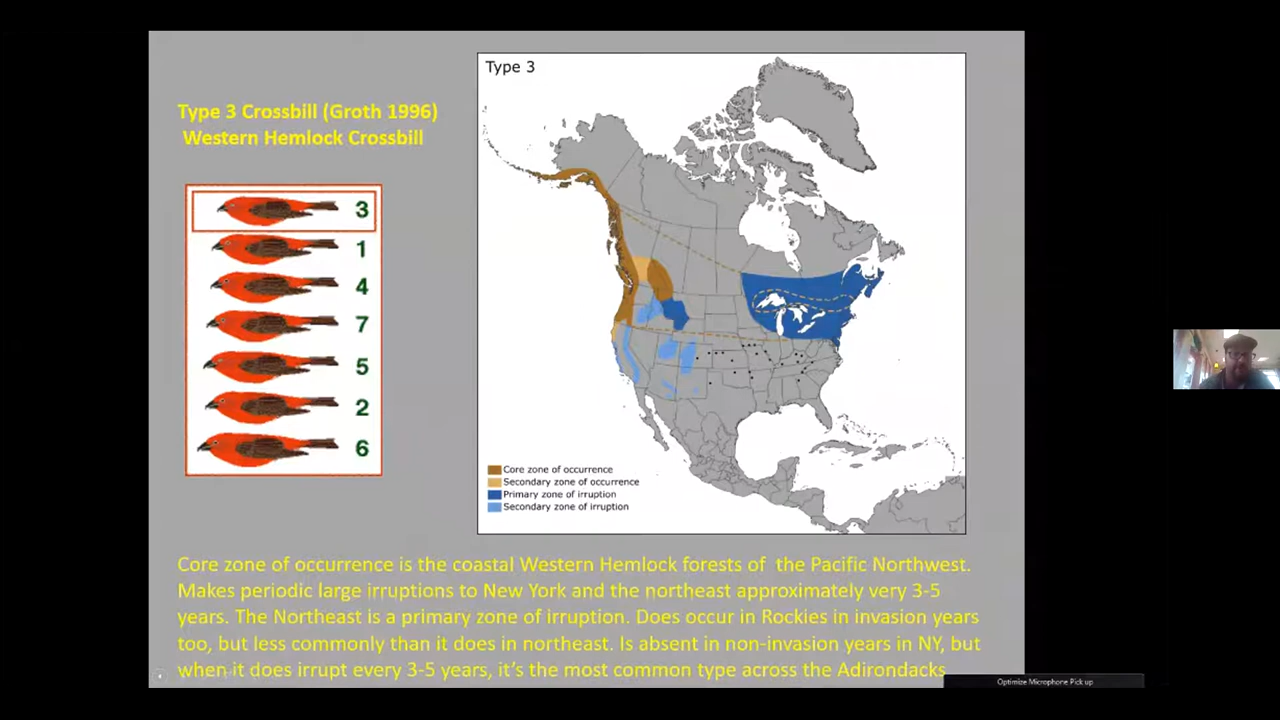 Type 3
Type 3 Crossbill (Groth 1996)
Western Hemlock Crossbill
3
1
4
7
5
2
6
Core zone of occurrence
Secondary zone of occurrence
Primary zone of irruption
Secondary zone of irruption
Core zone of occurrence is the coastal Western Hemlock forests of the Pacific Northwest.
Makes periodic large irruptions to New York and the northeast approximately very 3-5
years. The Northeast is a primary zone of irruption. Does occur in Rockies in invasion years
too, but less commonly than it does in northeast. Is absent in non-invasion years in NY, but
when it does irrupt every 3-5 years, it's the most common type across the Adirondacks
Optimize Microphone Pick up